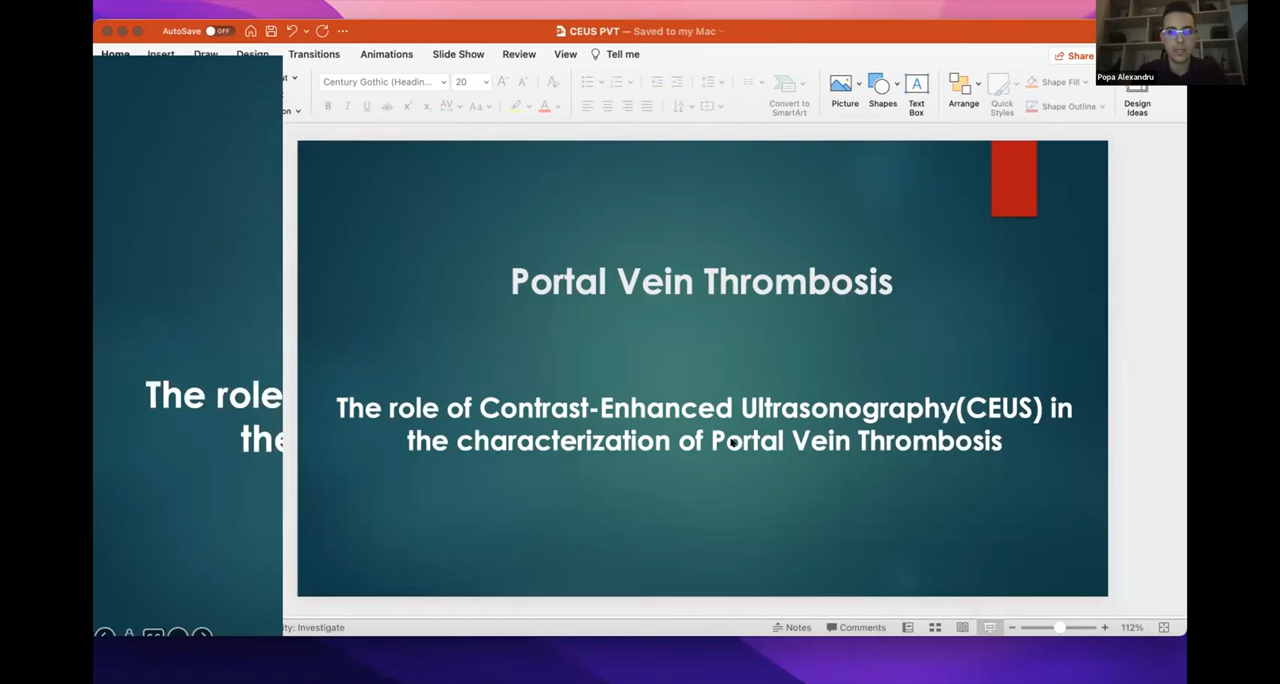 AutoSave OFF
CEUS PVT — Saved to my Mac
Home Insert Draw Design Transitions Animations Slide Show Review View Tell me
Share
Popa Alexandru
Century Gothic (Headin... 20
Convert to
SmartArt
Picture
Shapes
Text
Box
Arrange
Quick
Styles
Shape Fill
Shape Outline
Design
Ideas
Portal Vein Thrombosis
The role of Contrast-Enhanced Ultrasonography(CEUS) in
the characterization of Portal Vein Thrombosis
The role
the
ity: Investigate
Notes
Comments
112%